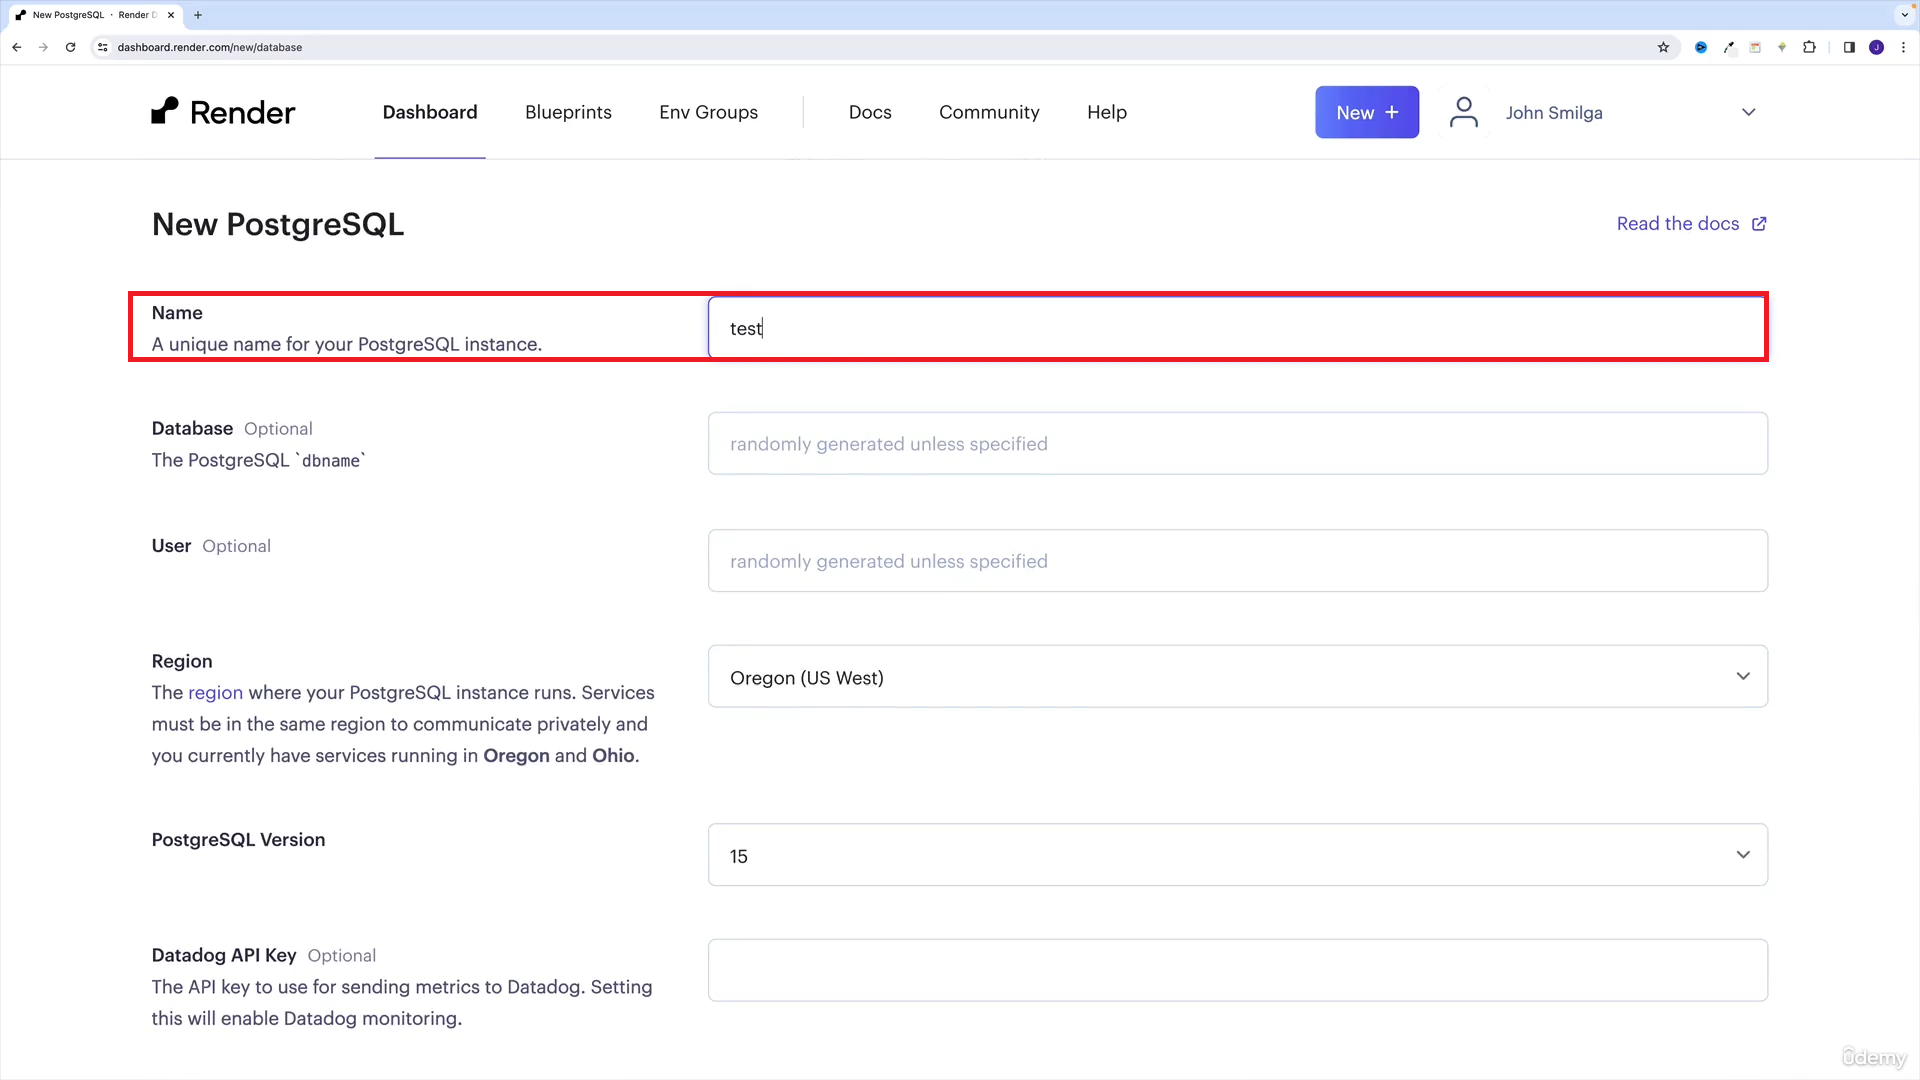 New PostgreSQL · Render D
dashboard.render.com/new/database
Render
Dashboard
Blueprints
Env Groups
Docs
Community
Help
New +
John Smilga
New PostgreSQL
Read the docs
Name
A unique name for your PostgreSQL instance.
test
Database Optional
The PostgreSQL `dbname`
randomly generated unless specified
User Optional
randomly generated unless specified
Region
The region where your PostgreSQL instance runs. Services
must be in the same region to communicate privately and
you currently have services running in Oregon and Ohio.
Oregon (US West)
PostgreSQL Version
15
Datadog API Key Optional
The API key to use for sending metrics to Datadog. Setting
this will enable Datadog monitoring.
J
ûdemy